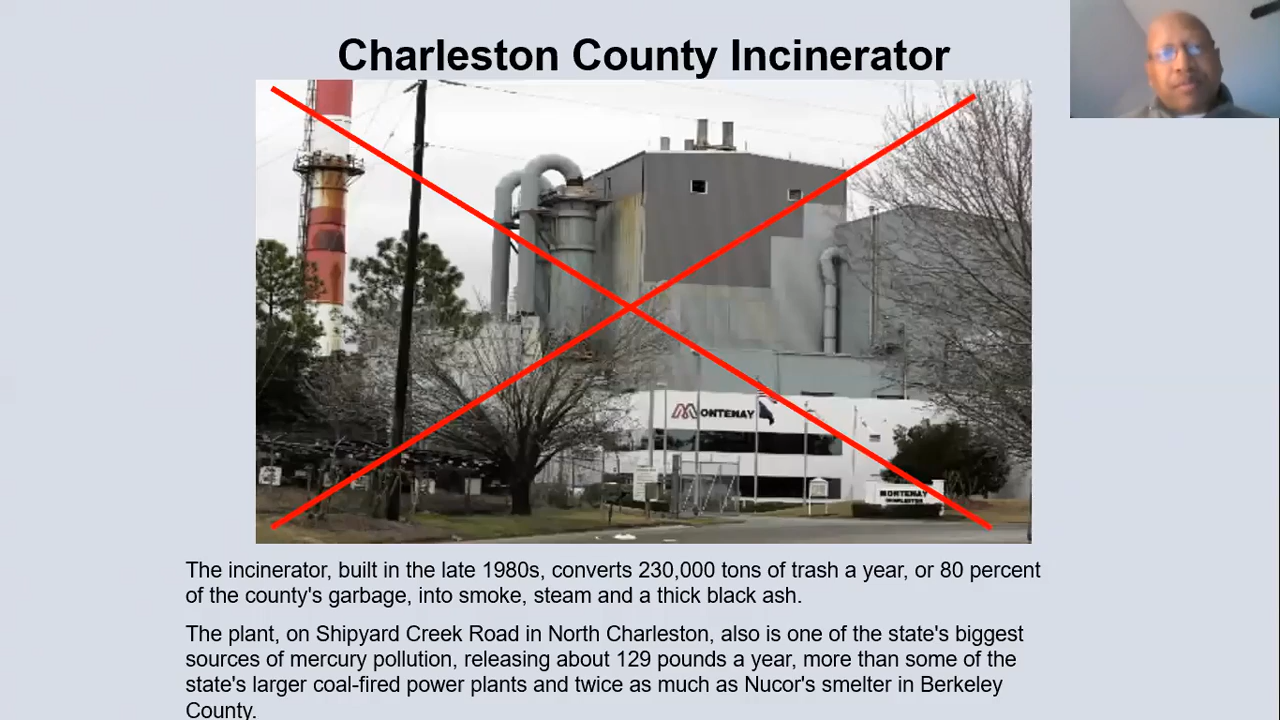 Charleston County Incinerator
MONTENAY
MONTENAY
The incinerator, built in the late 1980s, converts 230,000 tons of trash a year, or 80 percent
of the county's garbage, into smoke, steam and a thick black ash.
The plant, on Shipyard Creek Road in North Charleston, also is one of the state's biggest
sources of mercury pollution, releasing about 129 pounds a year, more than some of the
state's larger coal-fired power plants and twice as much as Nucor's smelter in Berkeley
County.